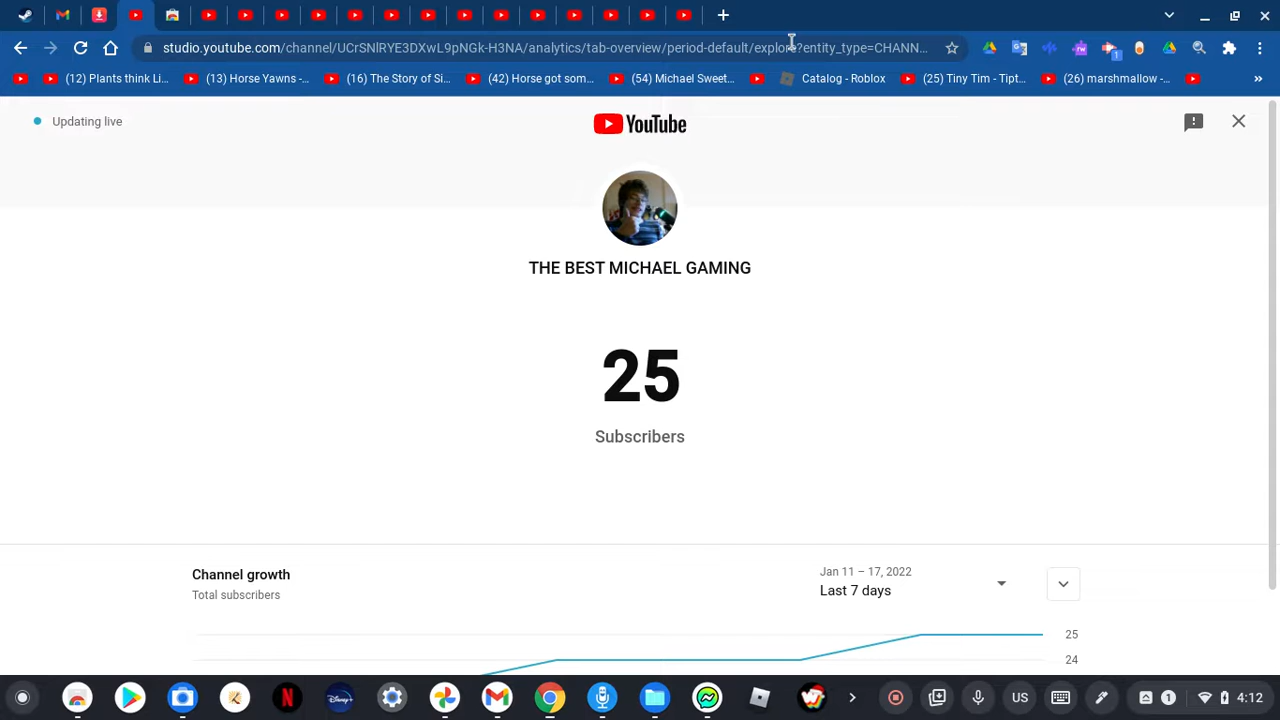 studio.youtube.com/channel/UCrSNlRYE3DXwL9pNGk-H3NA/analytics/tab-overview/period-default/explore?entity_type=CHANN...
(12) Plants think Li...
(13) Horse Yawns -...
(16) The Story of Si...
(42) Horse got som...
(54) Michael Sweet...
Catalog - Roblox
(25) Tiny Tim - Tipt...
(26) marshmallow -...
»
Updating live
YouTube
THE BEST MICHAEL GAMING
25
Subscribers
Channel growth
Total subscribers
Jan 11 – 17, 2022
Last 7 days
25
24
NETFLIX
Disney+
US
1
4:12